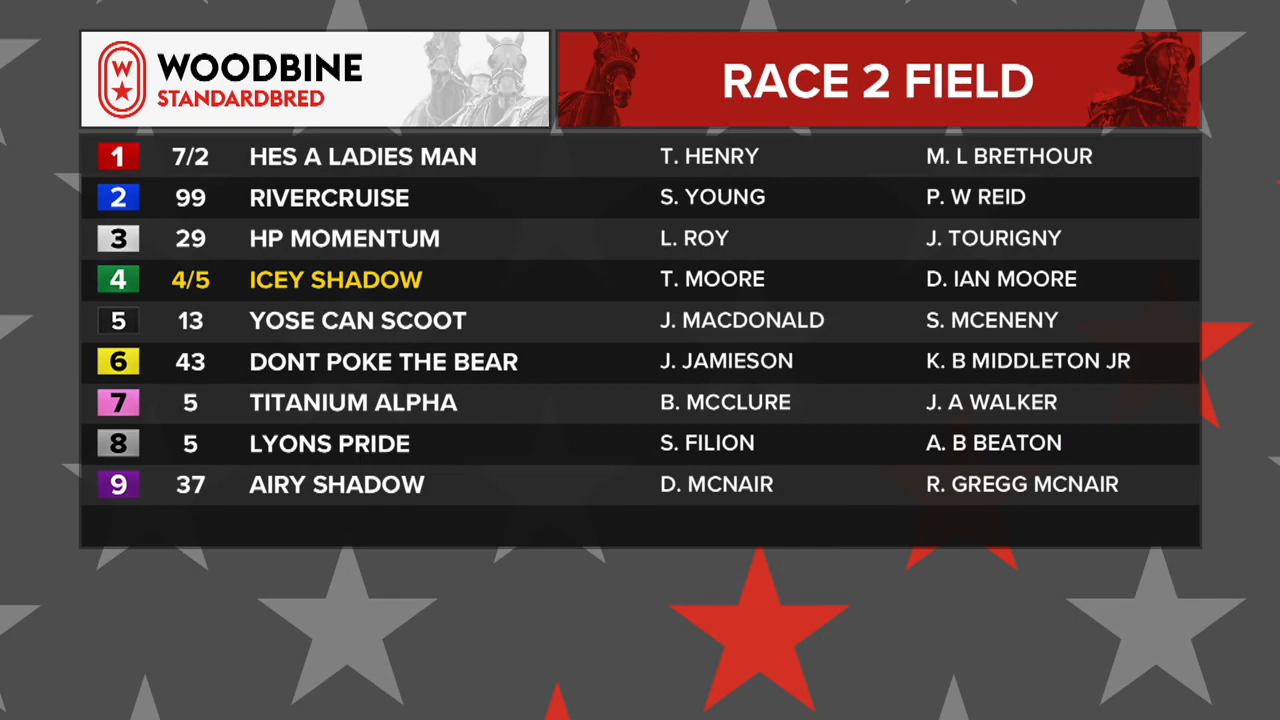 W
WOODBINE
STANDARDBRED
RACE 2 FIELD
1 7/2 HES A LADIES MAN T. HENRY M. L BRETHOUR
2 99 RIVERCRUISE S. YOUNG P. W REID
3 29 HP MOMENTUM L. ROY J. TOURIGNY
4 4/5 ICEY SHADOW T. MOORE D. IAN MOORE
5 13 YOSE CAN SCOOT J. MACDONALD S. MCENENY
6 43 DONT POKE THE BEAR J. JAMIESON K. B MIDDLETON JR
7 5 TITANIUM ALPHA B. MCCLURE J. A WALKER
8 5 LYONS PRIDE S. FILION A. B BEATON
9 37 AIRY SHADOW D. MCNAIR R. GREGG MCNAIR